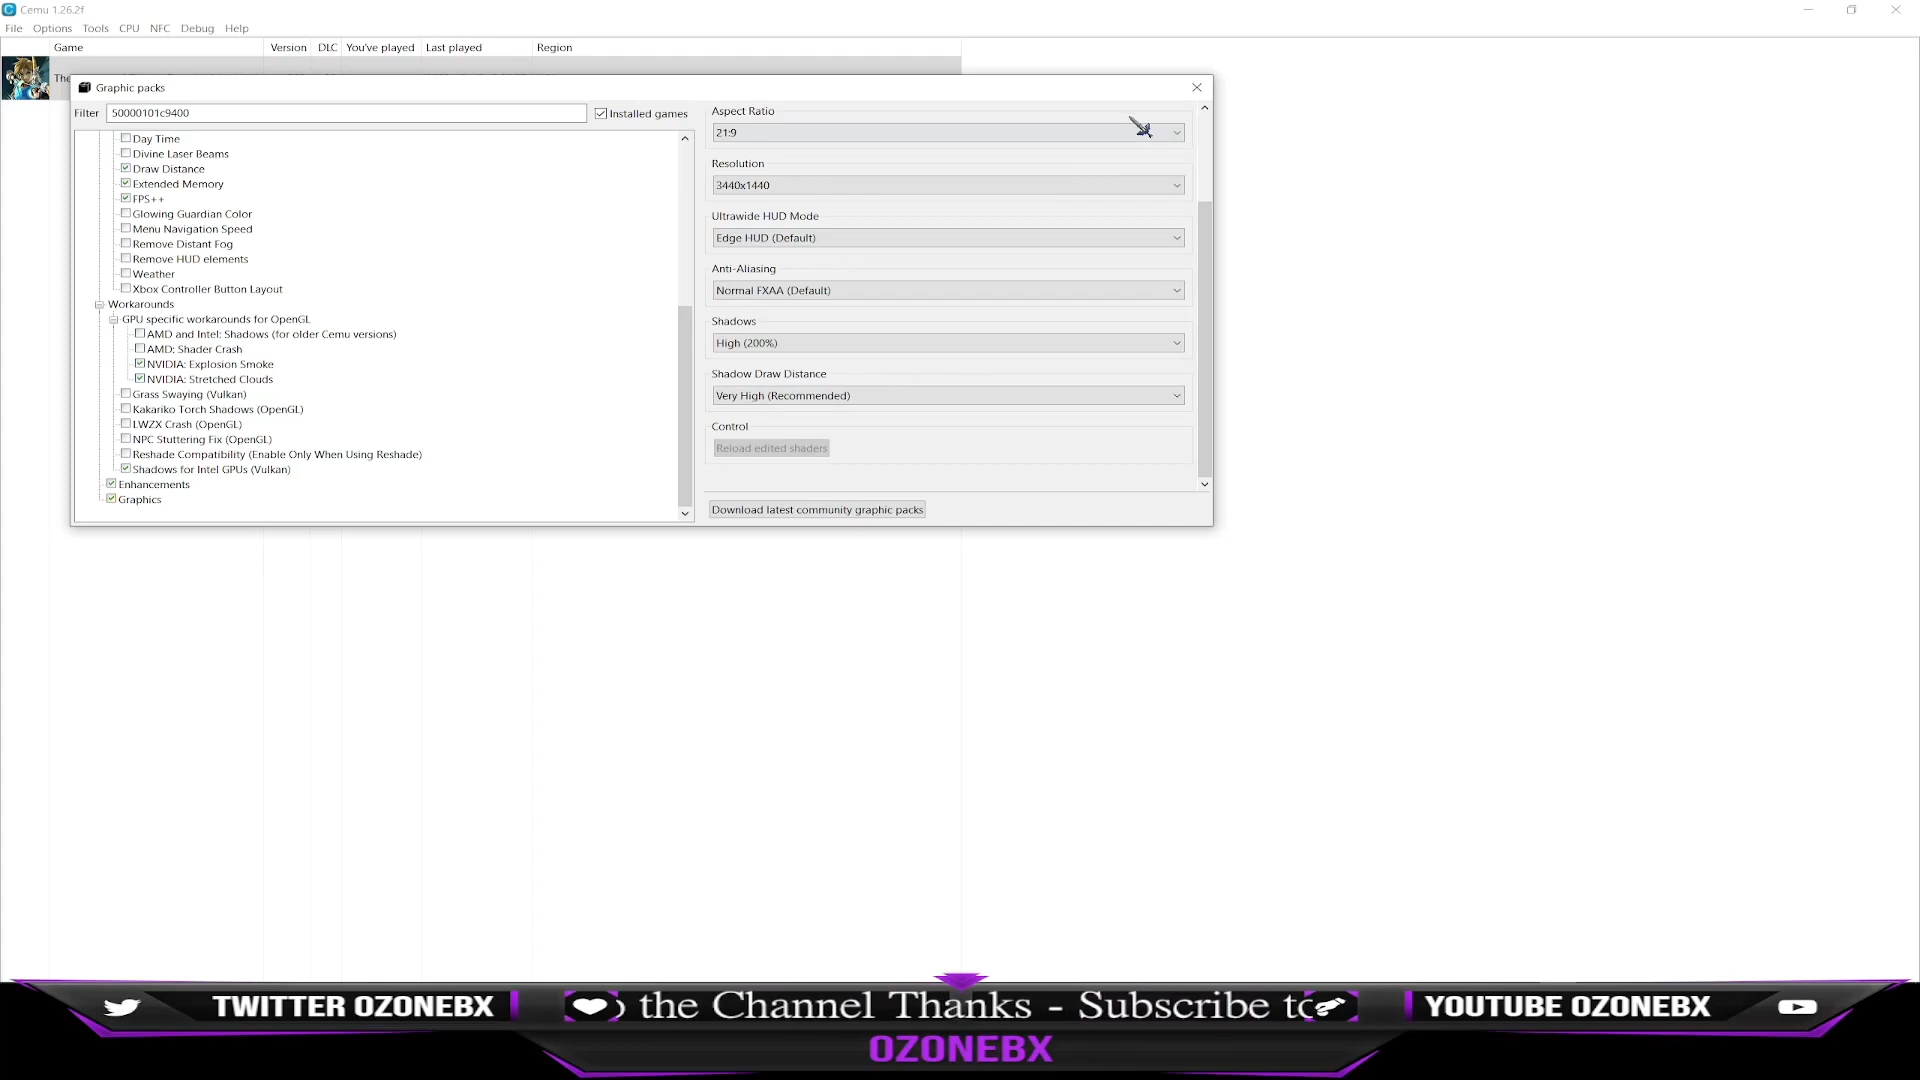 Cemu 1.26.2f
File Options Tools CPU NFC Debug Help
Game Version DLC You've played Last played Region
The
Graphic packs
Filter 50000101c9400 Installed games
Day Time
Divine Laser Beams
Draw Distance
Extended Memory
FPS++
Glowing Guardian Color
Menu Navigation Speed
Remove Distant Fog
Remove HUD elements
Weather
Xbox Controller Button Layout
Workarounds
GPU specific workarounds for OpenGL
AMD and Intel: Shadows (for older Cemu versions)
AMD: Shader Crash
NVIDIA: Explosion Smoke
NVIDIA: Stretched Clouds
Grass Swaying (Vulkan)
Kakariko Torch Shadows (OpenGL)
LWZX Crash (OpenGL)
NPC Stuttering Fix (OpenGL)
Reshade Compatibility (Enable Only When Using Reshade)
Shadows for Intel GPUs (Vulkan)
Enhancements
Graphics
Aspect Ratio
21:9
Resolution
3440x1440
Ultrawide HUD Mode
Edge HUD (Default)
Anti-Aliasing
Normal FXAA (Default)
Shadows
High (200%)
Shadow Draw Distance
Very High (Recommended)
Control
Reload edited shaders
Download latest community graphic packs
TWITTER OZONEBX
the Channel Thanks - Subscribe to
YOUTUBE OZONEBX
OZONEBX